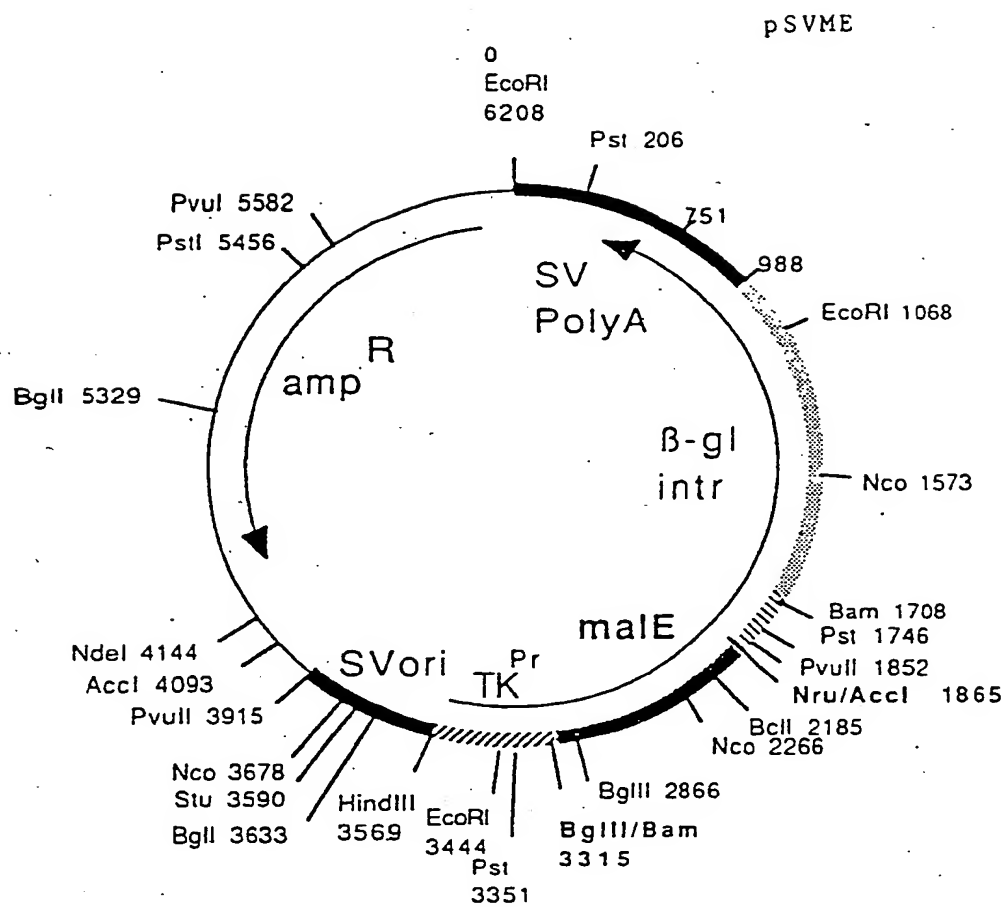 pSVME
0
EcoRI
6208
Pst 206
751
988
EcoRI 1068
PvuI 5582
PstI 5456
SV
PolyA
amp R
BglI 5329
ß-gl
intr
Nco 1573
Bam 1708
Pst 1746
PvuII 1852
Nru/AccI 1865
BclI 2185
Nco 2266
malE
TK Pr
SVori
NdeI 4144
AccI 4093
PvuII 3915
Nco 3678
Stu 3590
BglI 3633
HindIII
3569
EcoRI
3444
Pst
3351
BglII 2866
BglII/Bam
3315